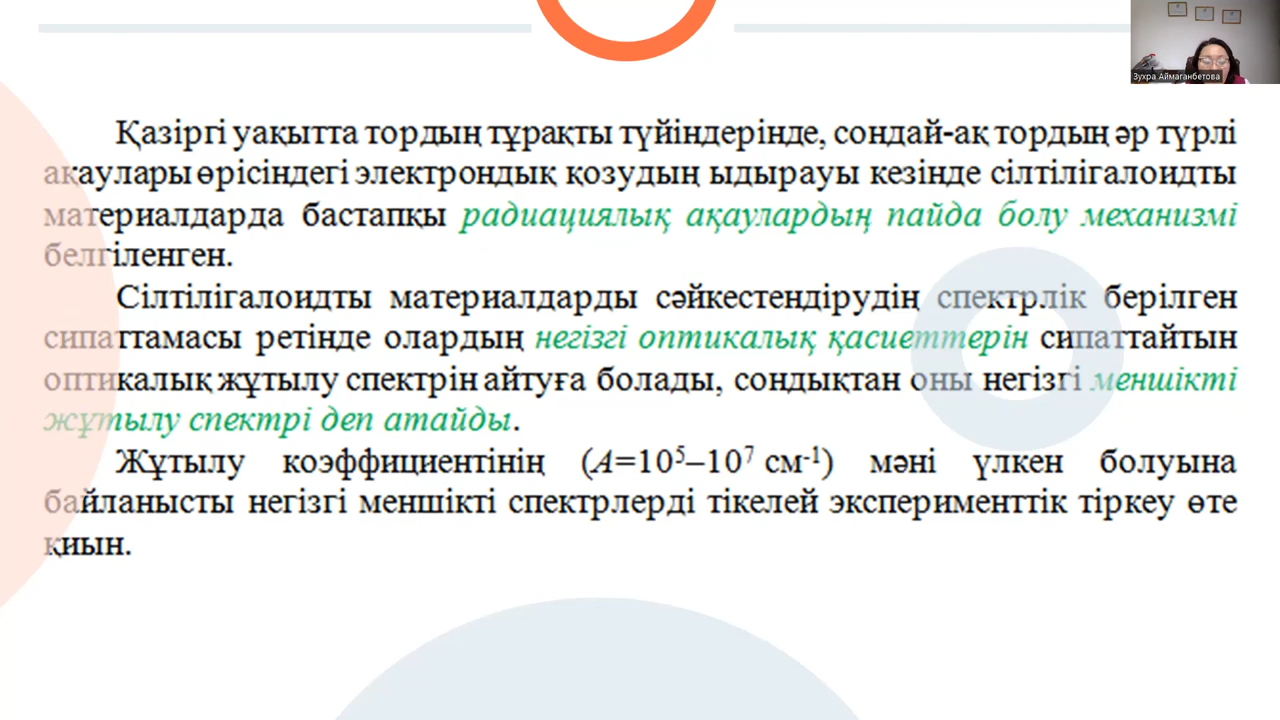 Зухра Аймаганбетова
Қазіргі уақытта тордың тұрақты түйіндерінде, сондай-ақ тордың әр түрлі
ақаулары өрісіндегі электрондық қозудың ыдырауы кезінде сілтілігалоидты
материалдарда бастапқы радиациялық ақаулардың пайда болу механизмі
белгіленген.
Сілтілігалоидты материалдарды сәйкестендірудің спектрлік берілген
сипаттамасы ретінде олардың негізгі оптикалық қасиеттерін сипаттайтын
оптикалық жұтылу спектрін айтуға болады, сондықтан оны негізгі меншікті
жұтылу спектрі деп атайды.
Жұтылу коэффициентінің (A=10⁵–10⁷ см⁻¹) мәні үлкен болуына
байланысты негізгі меншікті спектрлерді тікелей эксперименттік тіркеу өте
қиын.